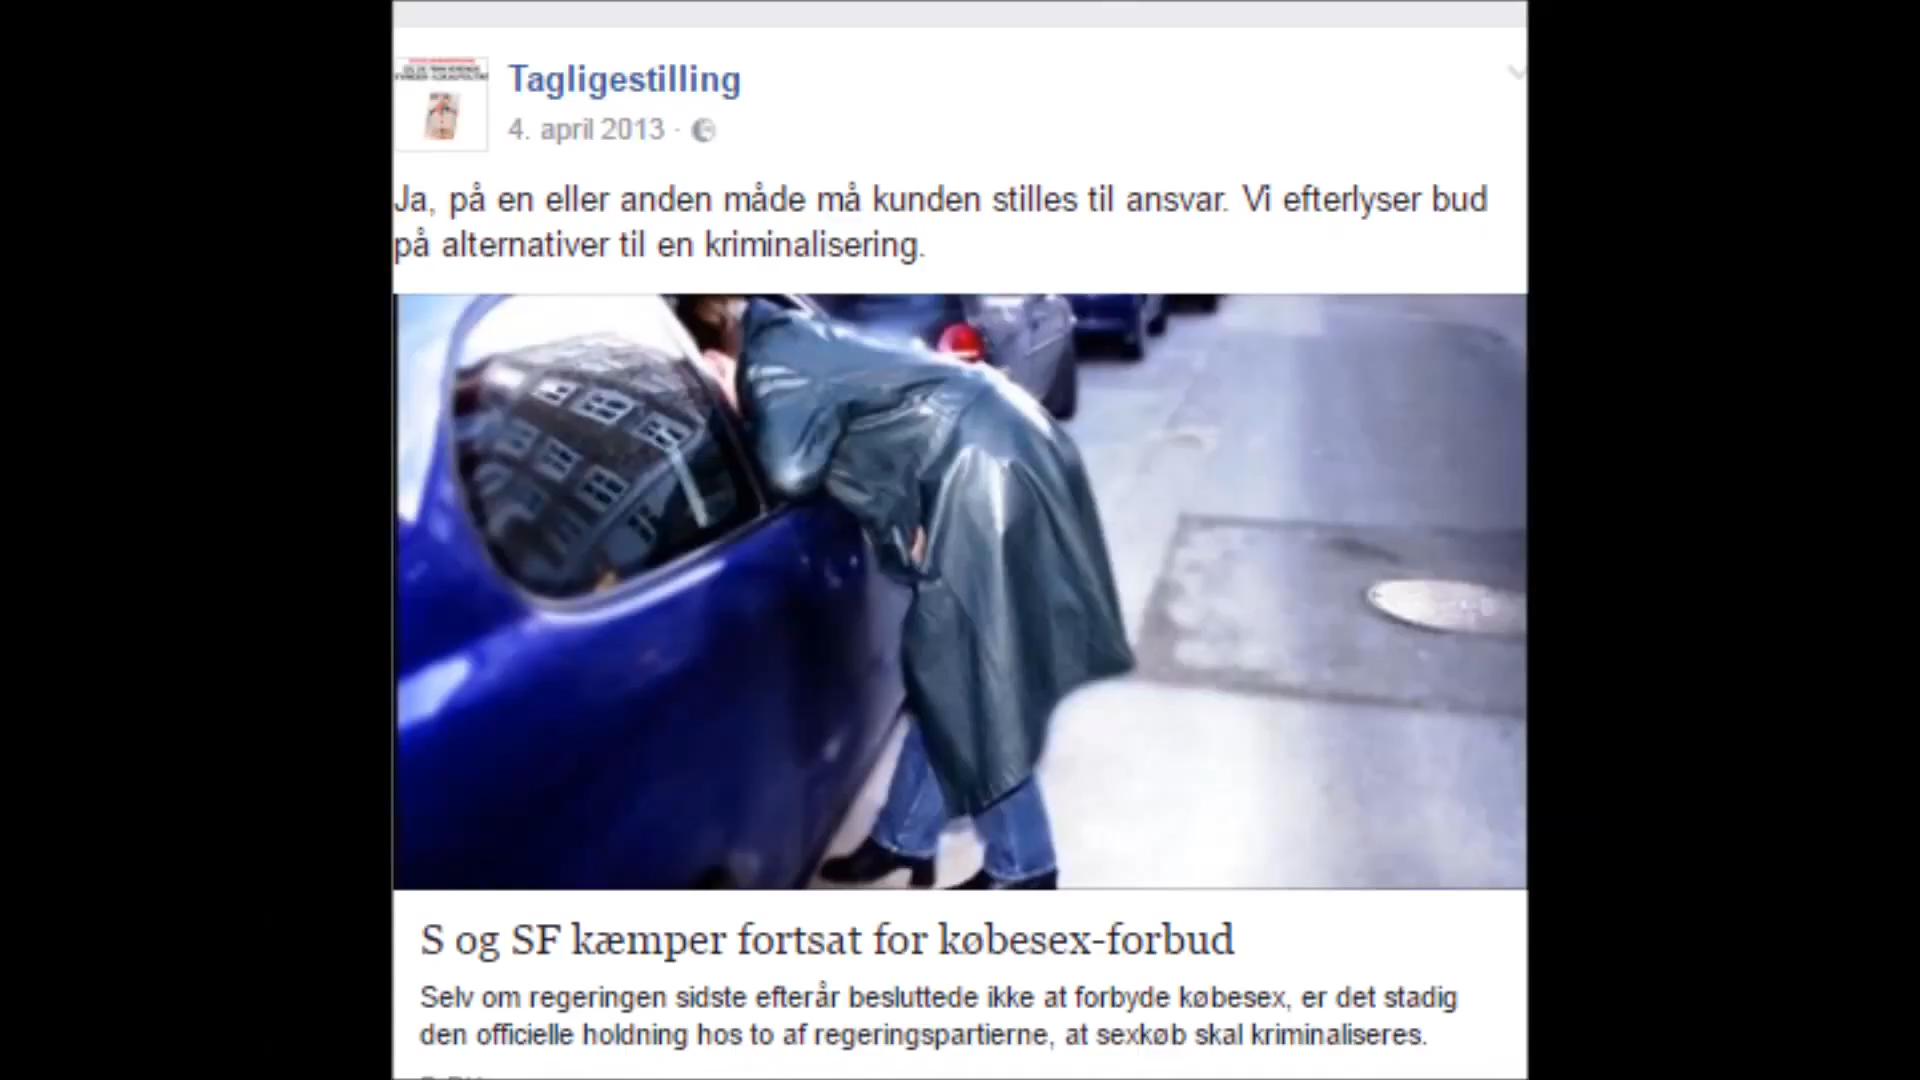 Tagligestilling
4. april 2013 ·
Ja, på en eller anden måde må kunden stilles til ansvar. Vi efterlyser bud
på alternativer til en kriminalisering.
S og SF kæmper fortsat for købesex-forbud
Selv om regeringen sidste efterår besluttede ikke at forbyde købesex, er det stadig
den officielle holdning hos to af regeringspartierne, at sexkøb skal kriminaliseres.